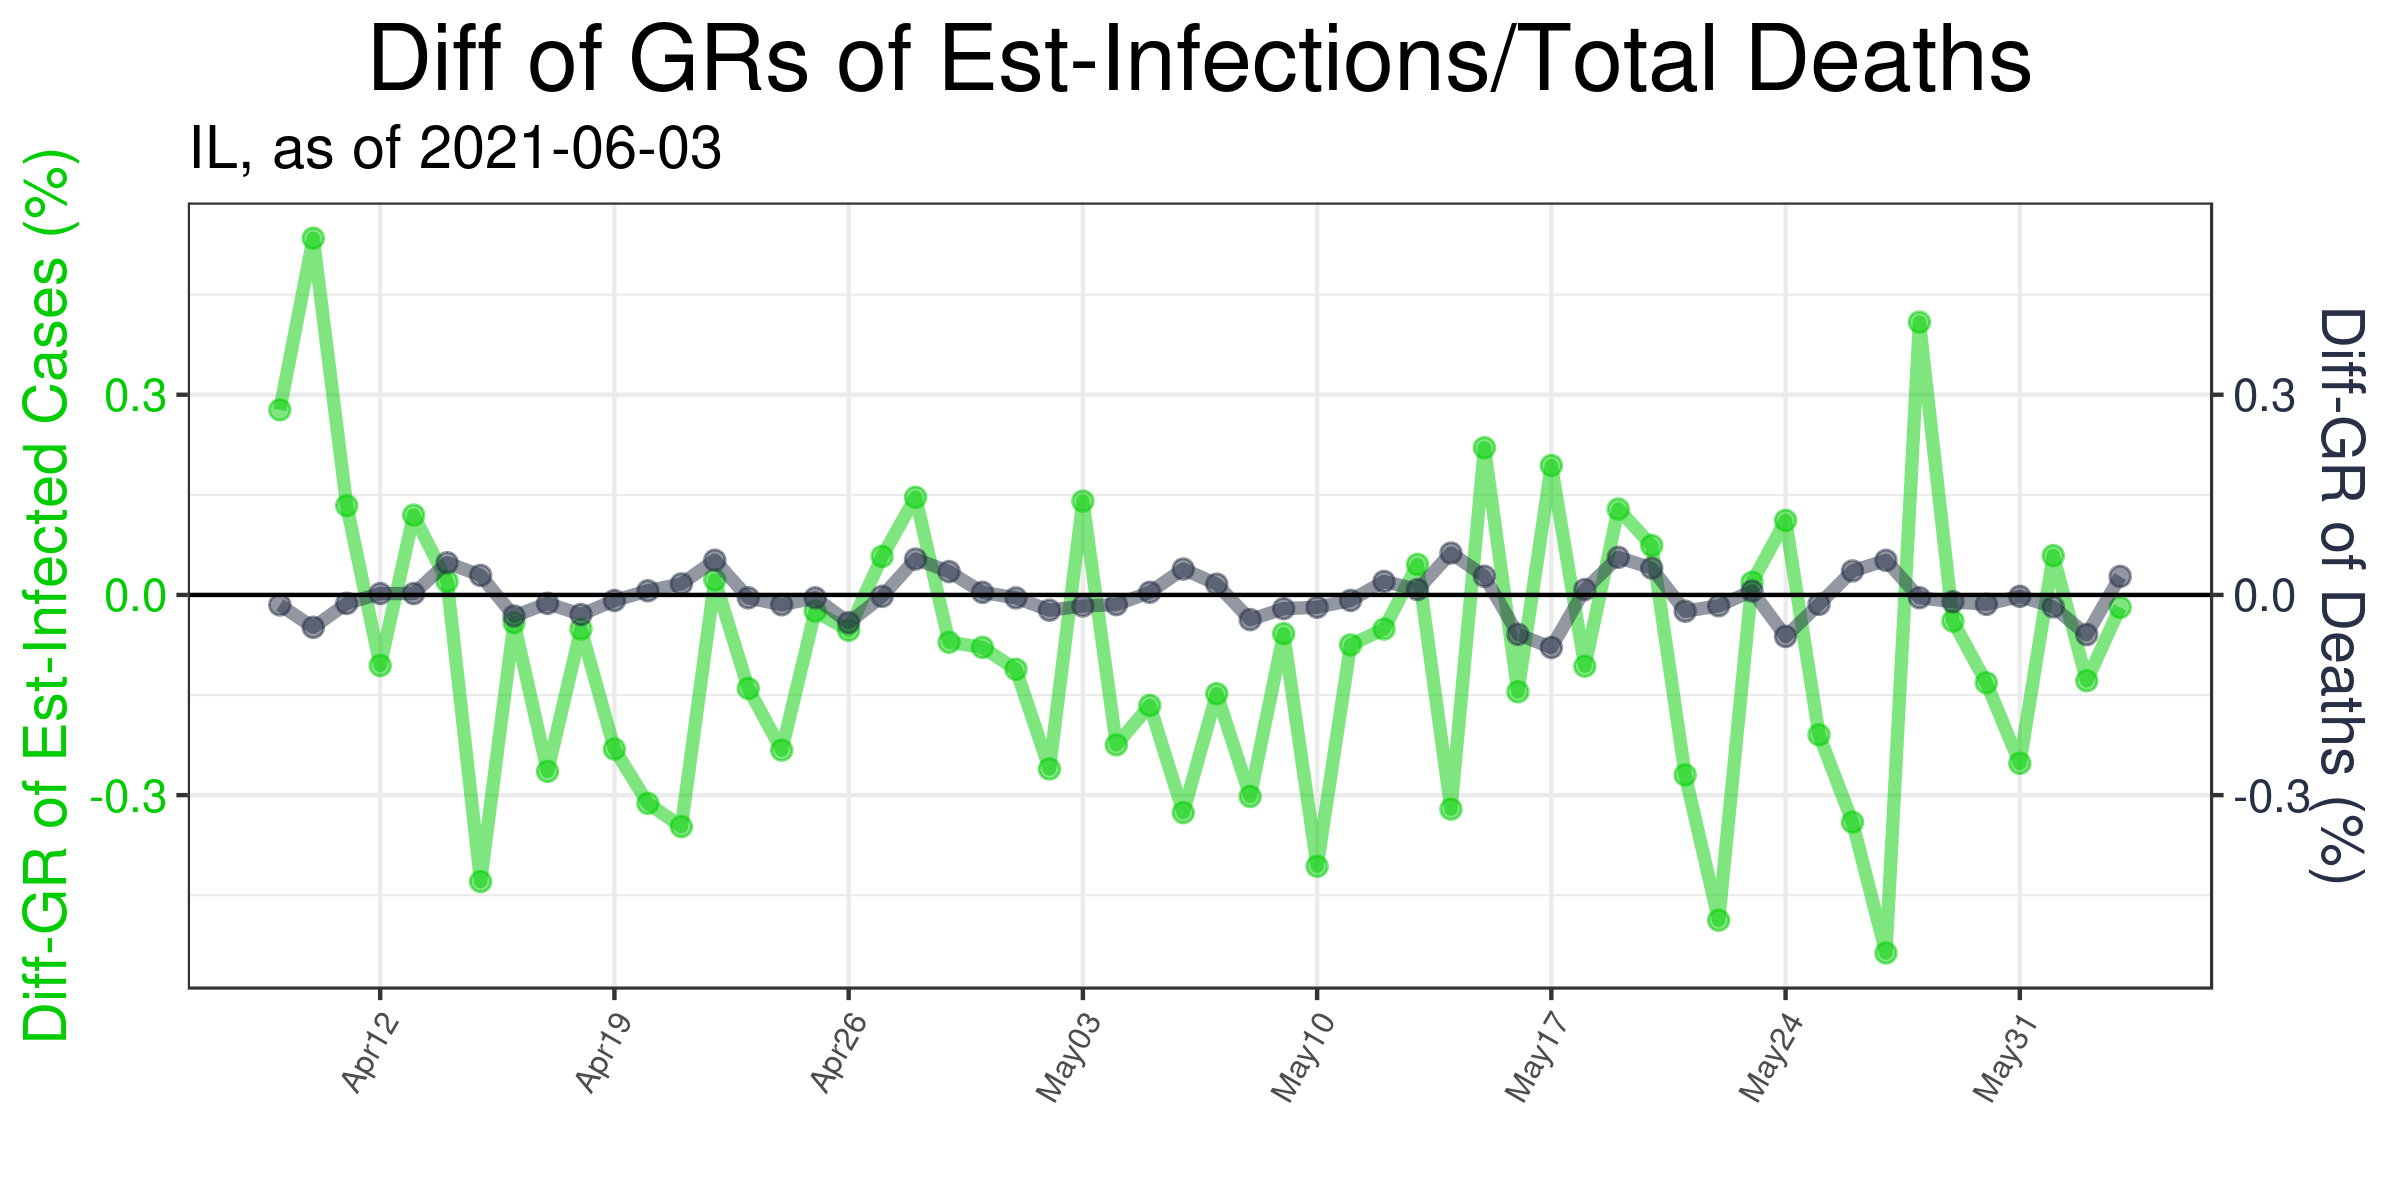 Diff of GRs of Est-Infections/Total Deaths
IL, as of 2021-06-03
Diff-GR of Est-Infected Cases (%)
0.3
0.0
-0.3
0.3
0.0
-0.3
Diff-GR of Deaths (%)
Apr12
Apr19
Apr26
May03
May10
May17
May24
May31